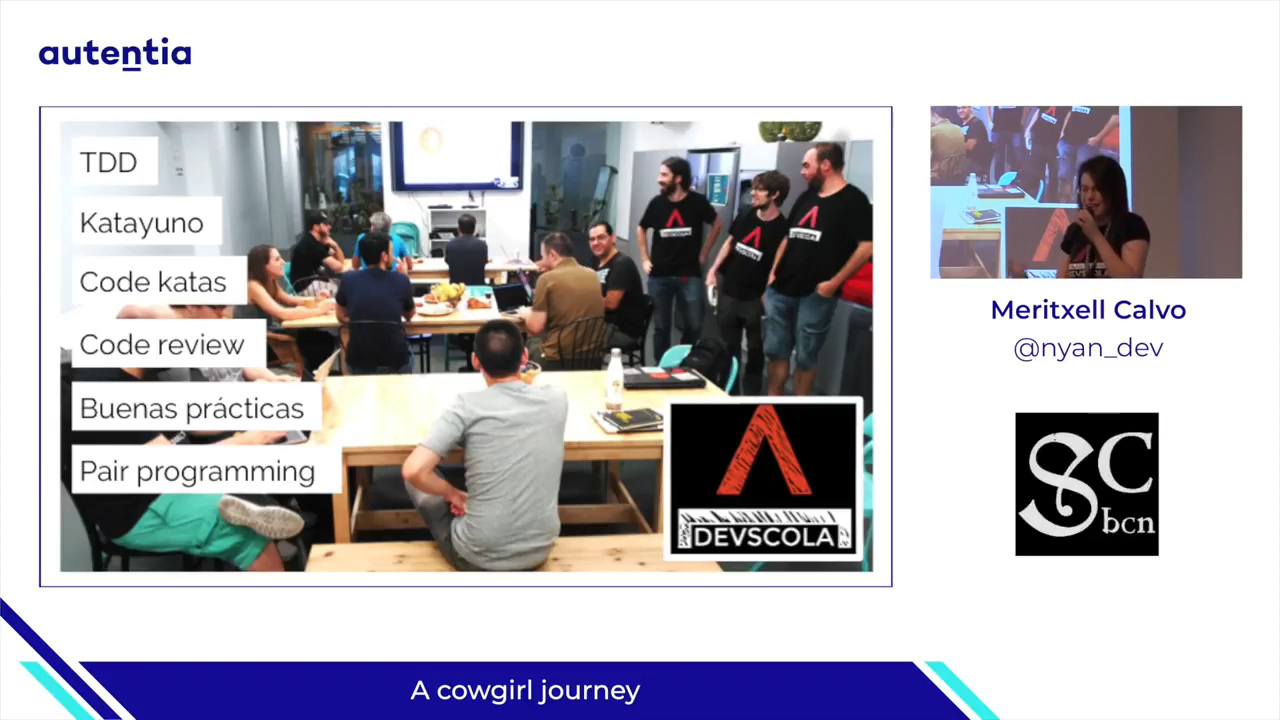 autentia
TDD
Katayuno
Code katas
Code review
Buenas prácticas
Pair programming
DEVSCOLA
Meritxell Calvo
@nyan_dev
SC
bcn
A cowgirl journey